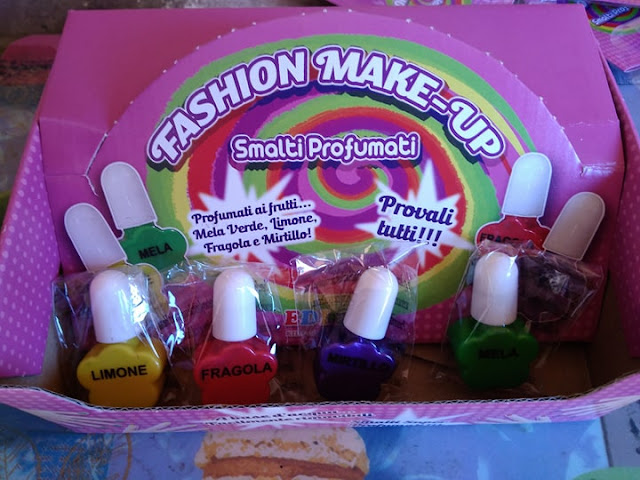 FASHION MAKE-UP
Smalti Profumati
Profumati ai frutti...
Mela Verde, Limone,
Fragola e Mirtillo!
Provali
tutti!!!
MELA
LIMONE
FRAGOLA
MIRTILLO
MELA